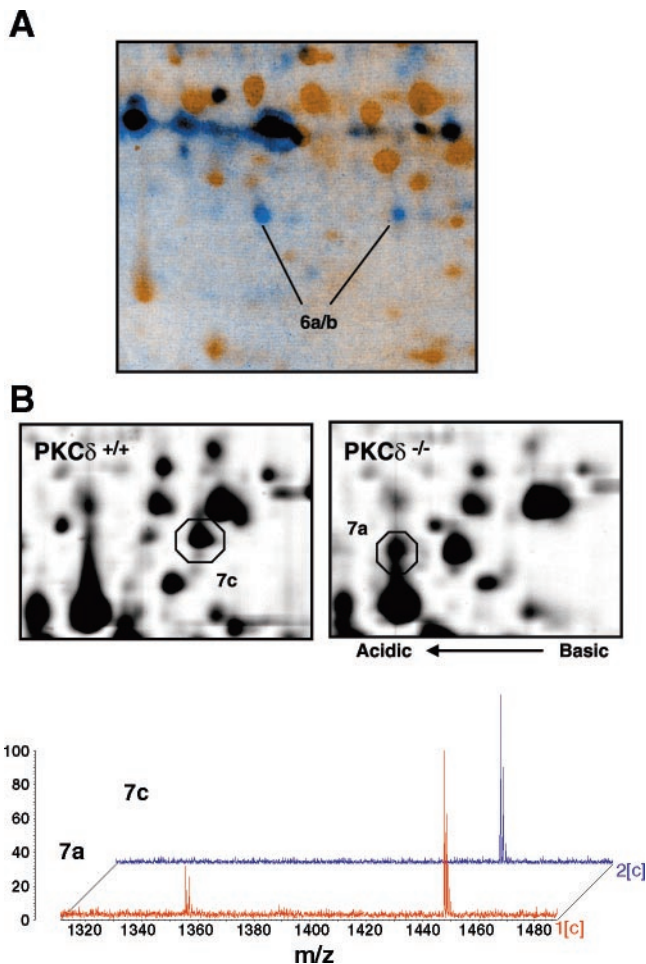 A
6a/b
B
PKCδ +/+
PKCδ -/-
7a
7c
Acidic
Basic
100
80
60
40
20
0
7c
7a
2[c]
1[c]
1320 1340 1360 1380 1400 1420 1440 1460 1480
m/z